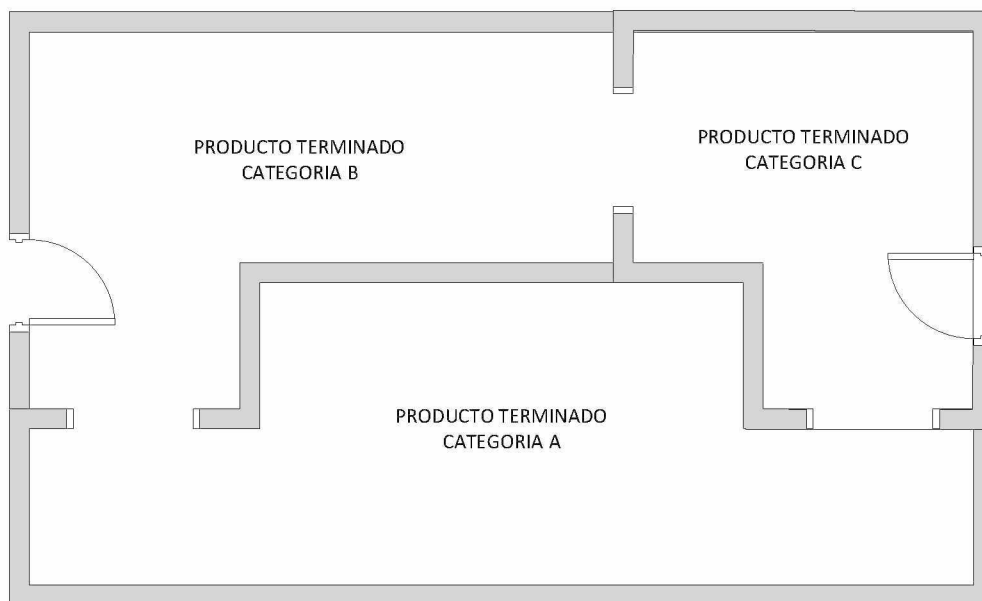 PRODUCTO TERMINADO
CATEGORIA B
PRODUCTO TERMINADO
CATEGORIA C
PRODUCTO TERMINADO
CATEGORIA A